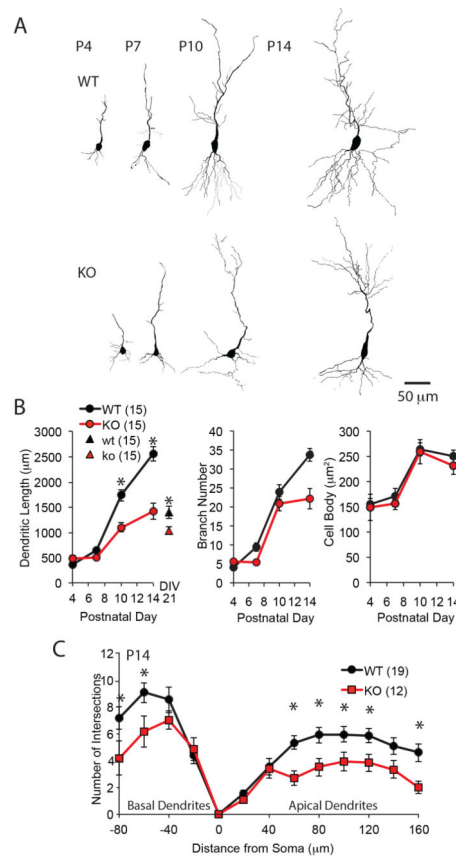 A
P4 P7 P10 P14
WT
KO
50 μm
B
WT (15)
KO (15)
wt (15)
ko (15)
Dendritic Length (μm)
3000
2500
2000
1500
1000
500
0
* * *
4 6 8 10 12 14 21
DIV
Postnatal Day
Branch Number
40
35
30
25
20
15
10
5
0
4 6 8 10 12 14
Postnatal Day
Cell Body (μm²)
350
300
250
200
150
100
50
0
4 6 8 10 12 14
Postnatal Day
C
P14
WT (19)
KO (12)
Number of Intersections
12
10
8
6
4
2
0
* * * * * * *
Basal Dendrites Apical Dendrites
-80 -40 0 40 80 120 160
Distance from Soma (μm)